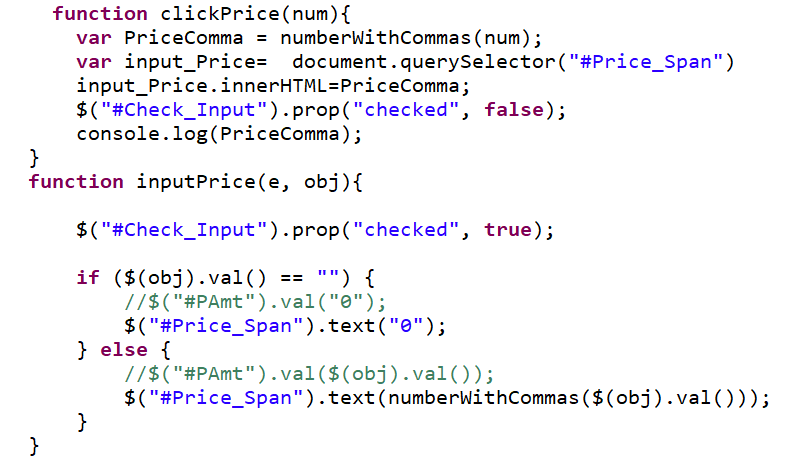 function clickPrice(num){
var PriceComma = numberWithCommas(num);
var input_Price=  document.querySelector("#Price_Span")
input_Price.innerHTML=PriceComma;
$("#Check_Input").prop("checked", false);
console.log(PriceComma);
}
function inputPrice(e, obj){
$("#Check_Input").prop("checked", true);
if ($(obj).val() == "") {
//$("#PAmt").val("0");
$("#Price_Span").text("0");
} else {
//$("#PAmt").val($(obj).val());
$("#Price_Span").text(numberWithCommas($(obj).val()));
}
}